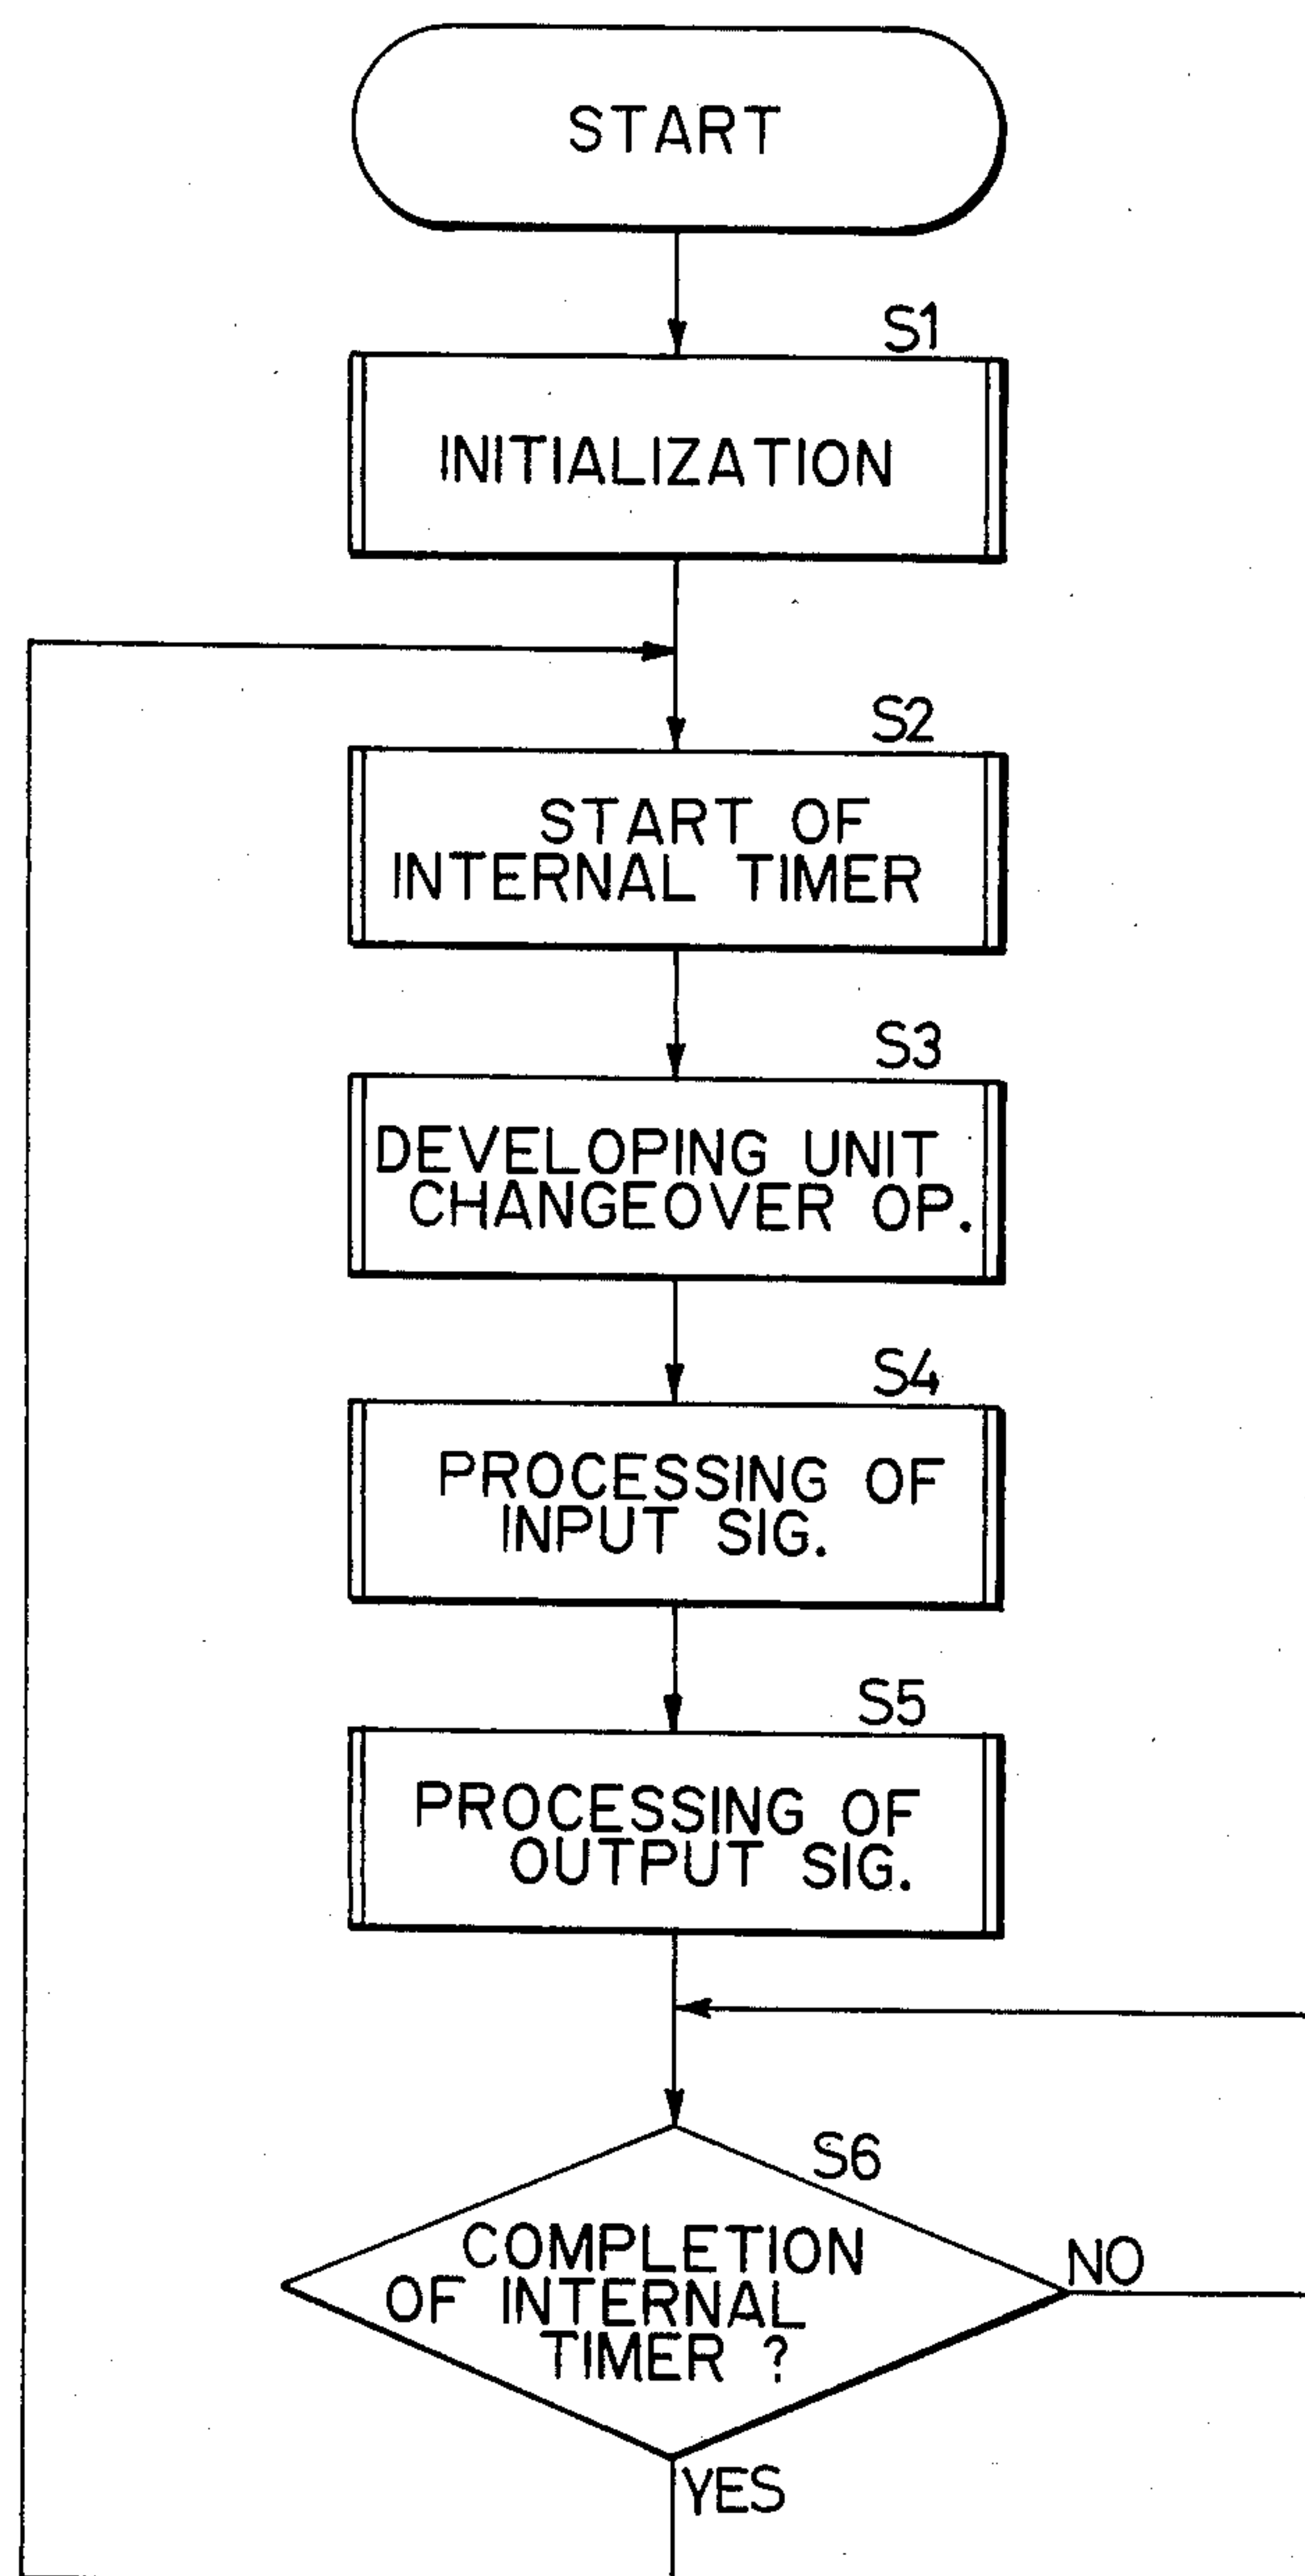 START
S1
INITIALIZATION
S2
START OF
INTERNAL TIMER
S3
DEVELOPING UNIT
CHANGEOVER OP.
S4
PROCESSING OF
INPUT SIG.
S5
PROCESSING OF
OUTPUT SIG.
S6
COMPLETION
OF INTERNAL
TIMER ?
NO
YES